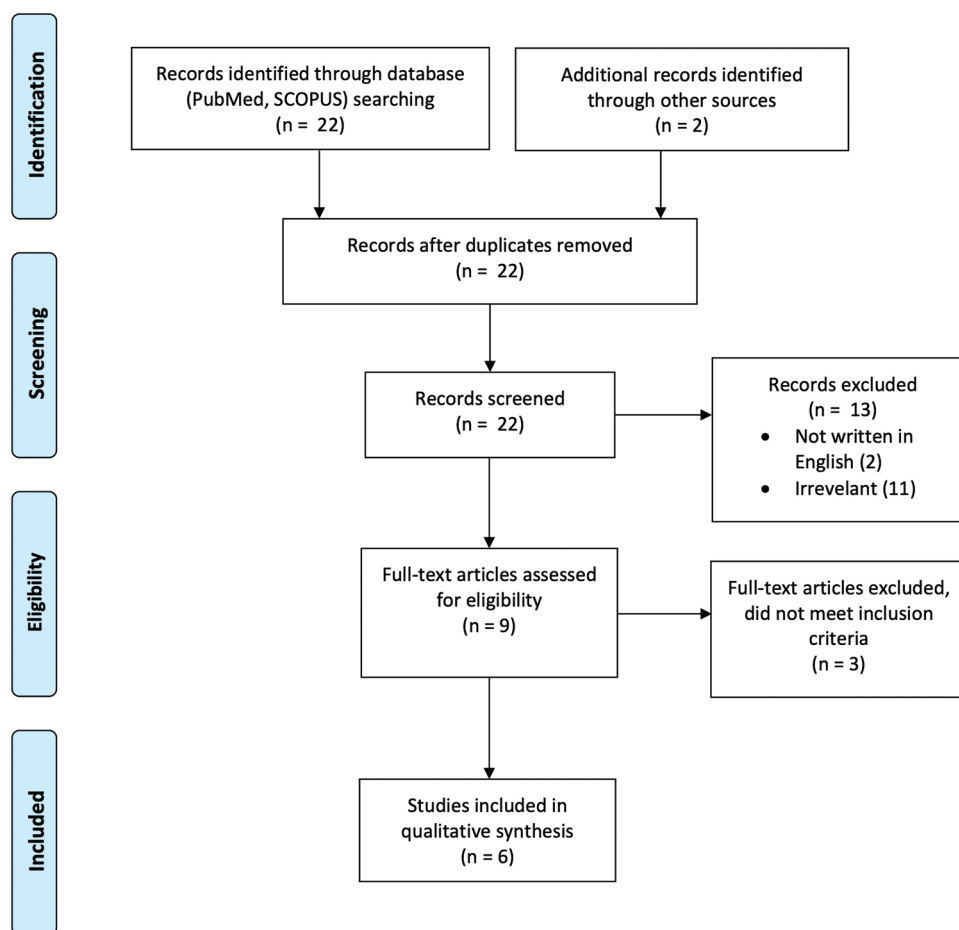 Identification
Records identified through database
(PubMed, SCOPUS) searching
(n = 22)
Additional records identified
through other sources
(n = 2)
Records after duplicates removed
(n = 22)
Screening
Records screened
(n = 22)
Records excluded
(n = 13)
• Not written in
English (2)
• Irrevelant (11)
Eligibility
Full-text articles assessed
for eligibility
(n = 9)
Full-text articles excluded,
did not meet inclusion
criteria
(n = 3)
Included
Studies included in
qualitative synthesis
(n = 6)